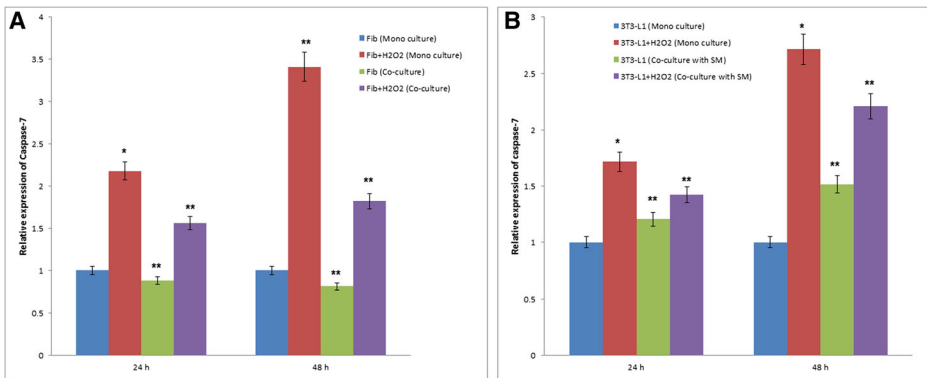 A
Relative expression of Caspase-7
4
3.5
3
2.5
2
1.5
1
0.5
0
Fib (Mono culture)
Fib+H2O2 (Mono culture)
Fib (Co-culture)
Fib+H2O2 (Co-culture)
*
**
**
**
**
**
24 h
48 h
B
Relative expression of caspase-7
3
2.5
2
1.5
1
0.5
0
3T3-L1 (Mono culture)
3T3-L1+H2O2 (Mono culture)
3T3-L1 (Co-culture with SM)
3T3-L1+H2O2 (Co-culture with SM)
*
**
**
*
**
**
24 h
48 h